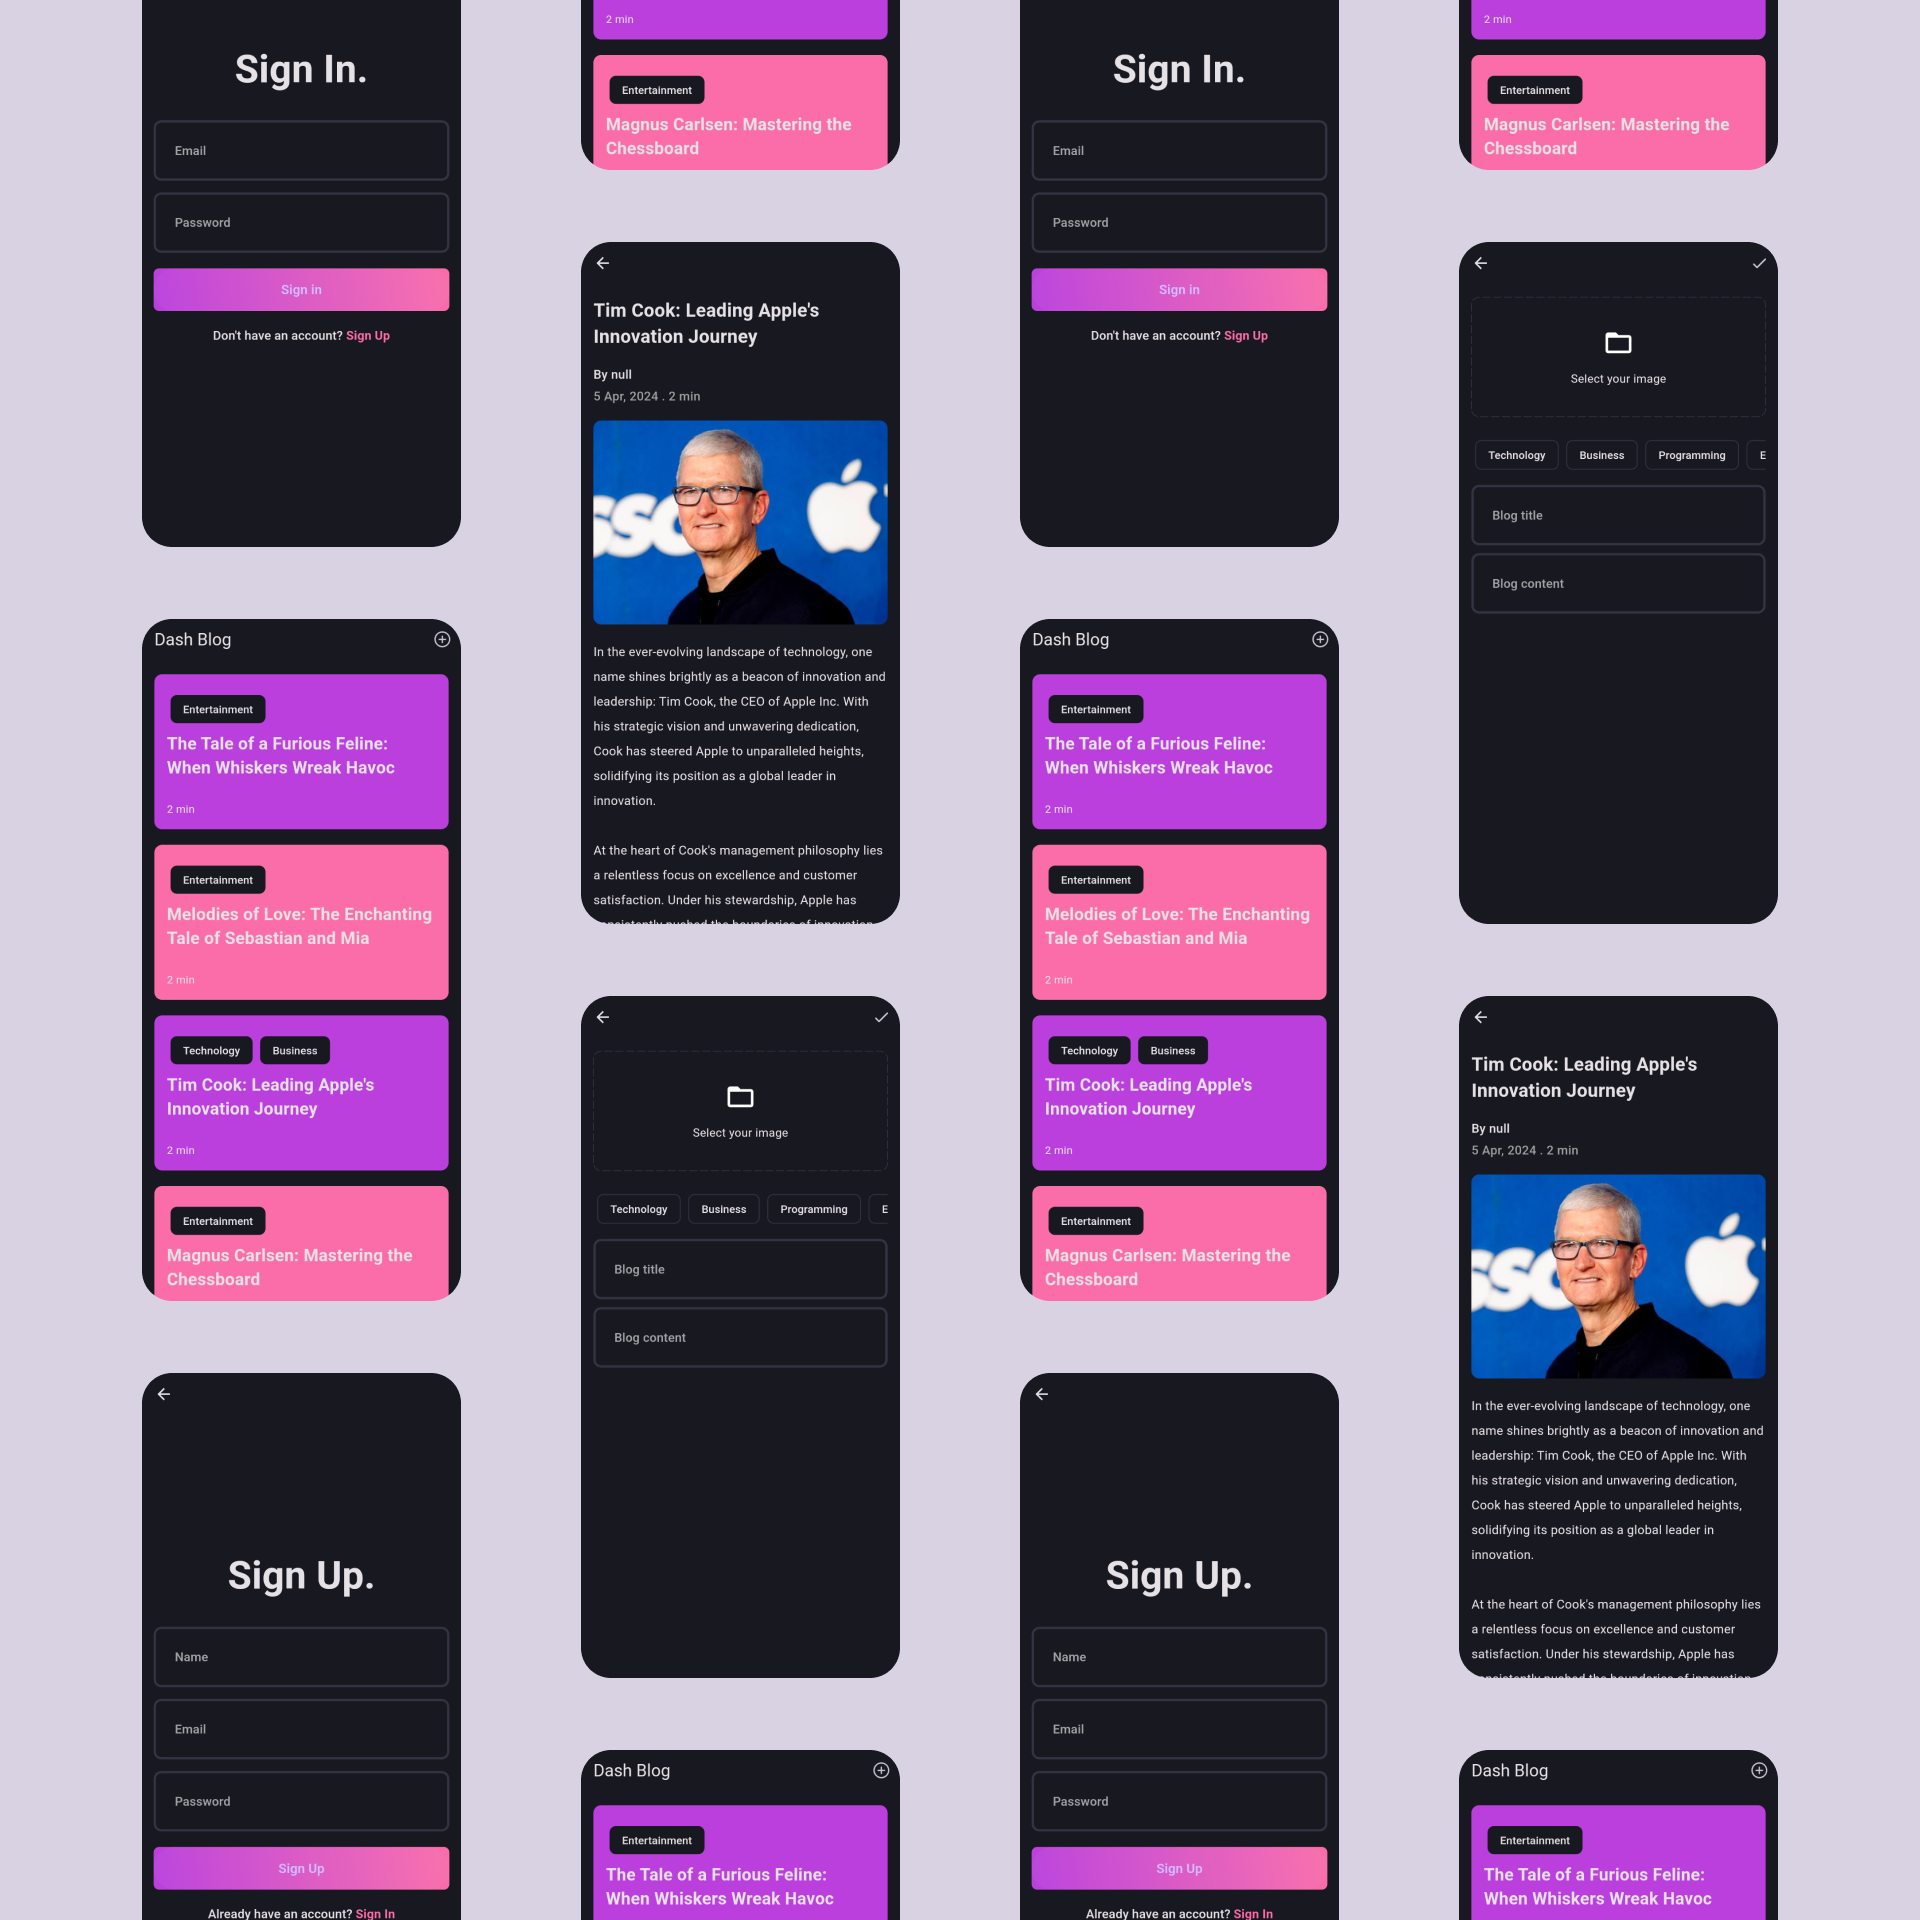 Sign In.
Email
Password
Sign in
Don't have an account? Sign Up
Dash Blog
Entertainment
The Tale of a Furious Feline:
When Whiskers Wreak Havoc
2 min
Entertainment
Melodies of Love: The Enchanting
Tale of Sebastian and Mia
2 min
Technology Business
Tim Cook: Leading Apple's
Innovation Journey
2 min
Entertainment
Magnus Carlsen: Mastering the
Chessboard
Sign Up.
Name
Email
Password
Sign Up
Already have an account? Sign In
2 min
Entertainment
Magnus Carlsen: Mastering the
Chessboard
Tim Cook: Leading Apple's
Innovation Journey
By null
5 Apr, 2024 . 2 min
In the ever-evolving landscape of technology, one
name shines brightly as a beacon of innovation and
leadership: Tim Cook, the CEO of Apple Inc. With
his strategic vision and unwavering dedication,
Cook has steered Apple to unparalleled heights,
solidifying its position as a global leader in
innovation.
At the heart of Cook's management philosophy lies
a relentless focus on excellence and customer
satisfaction. Under his stewardship, Apple has
Select your image
Technology Business Programming E
Blog title
Blog content
Dash Blog
Entertainment
The Tale of a Furious Feline:
When Whiskers Wreak Havoc
Sign In.
Email
Password
Sign in
Don't have an account? Sign Up
Dash Blog
Entertainment
The Tale of a Furious Feline:
When Whiskers Wreak Havoc
2 min
Entertainment
Melodies of Love: The Enchanting
Tale of Sebastian and Mia
2 min
Technology Business
Tim Cook: Leading Apple's
Innovation Journey
2 min
Entertainment
Magnus Carlsen: Mastering the
Chessboard
Sign Up.
Name
Email
Password
Sign Up
Already have an account? Sign In
2 min
Entertainment
Magnus Carlsen: Mastering the
Chessboard
Select your image
Technology Business Programming E
Blog title
Blog content
Tim Cook: Leading Apple's
Innovation Journey
By null
5 Apr, 2024 . 2 min
In the ever-evolving landscape of technology, one
name shines brightly as a beacon of innovation and
leadership: Tim Cook, the CEO of Apple Inc. With
his strategic vision and unwavering dedication,
Cook has steered Apple to unparalleled heights,
solidifying its position as a global leader in
innovation.
At the heart of Cook's management philosophy lies
a relentless focus on excellence and customer
satisfaction. Under his stewardship, Apple has
Dash Blog
Entertainment
The Tale of a Furious Feline:
When Whiskers Wreak Havoc